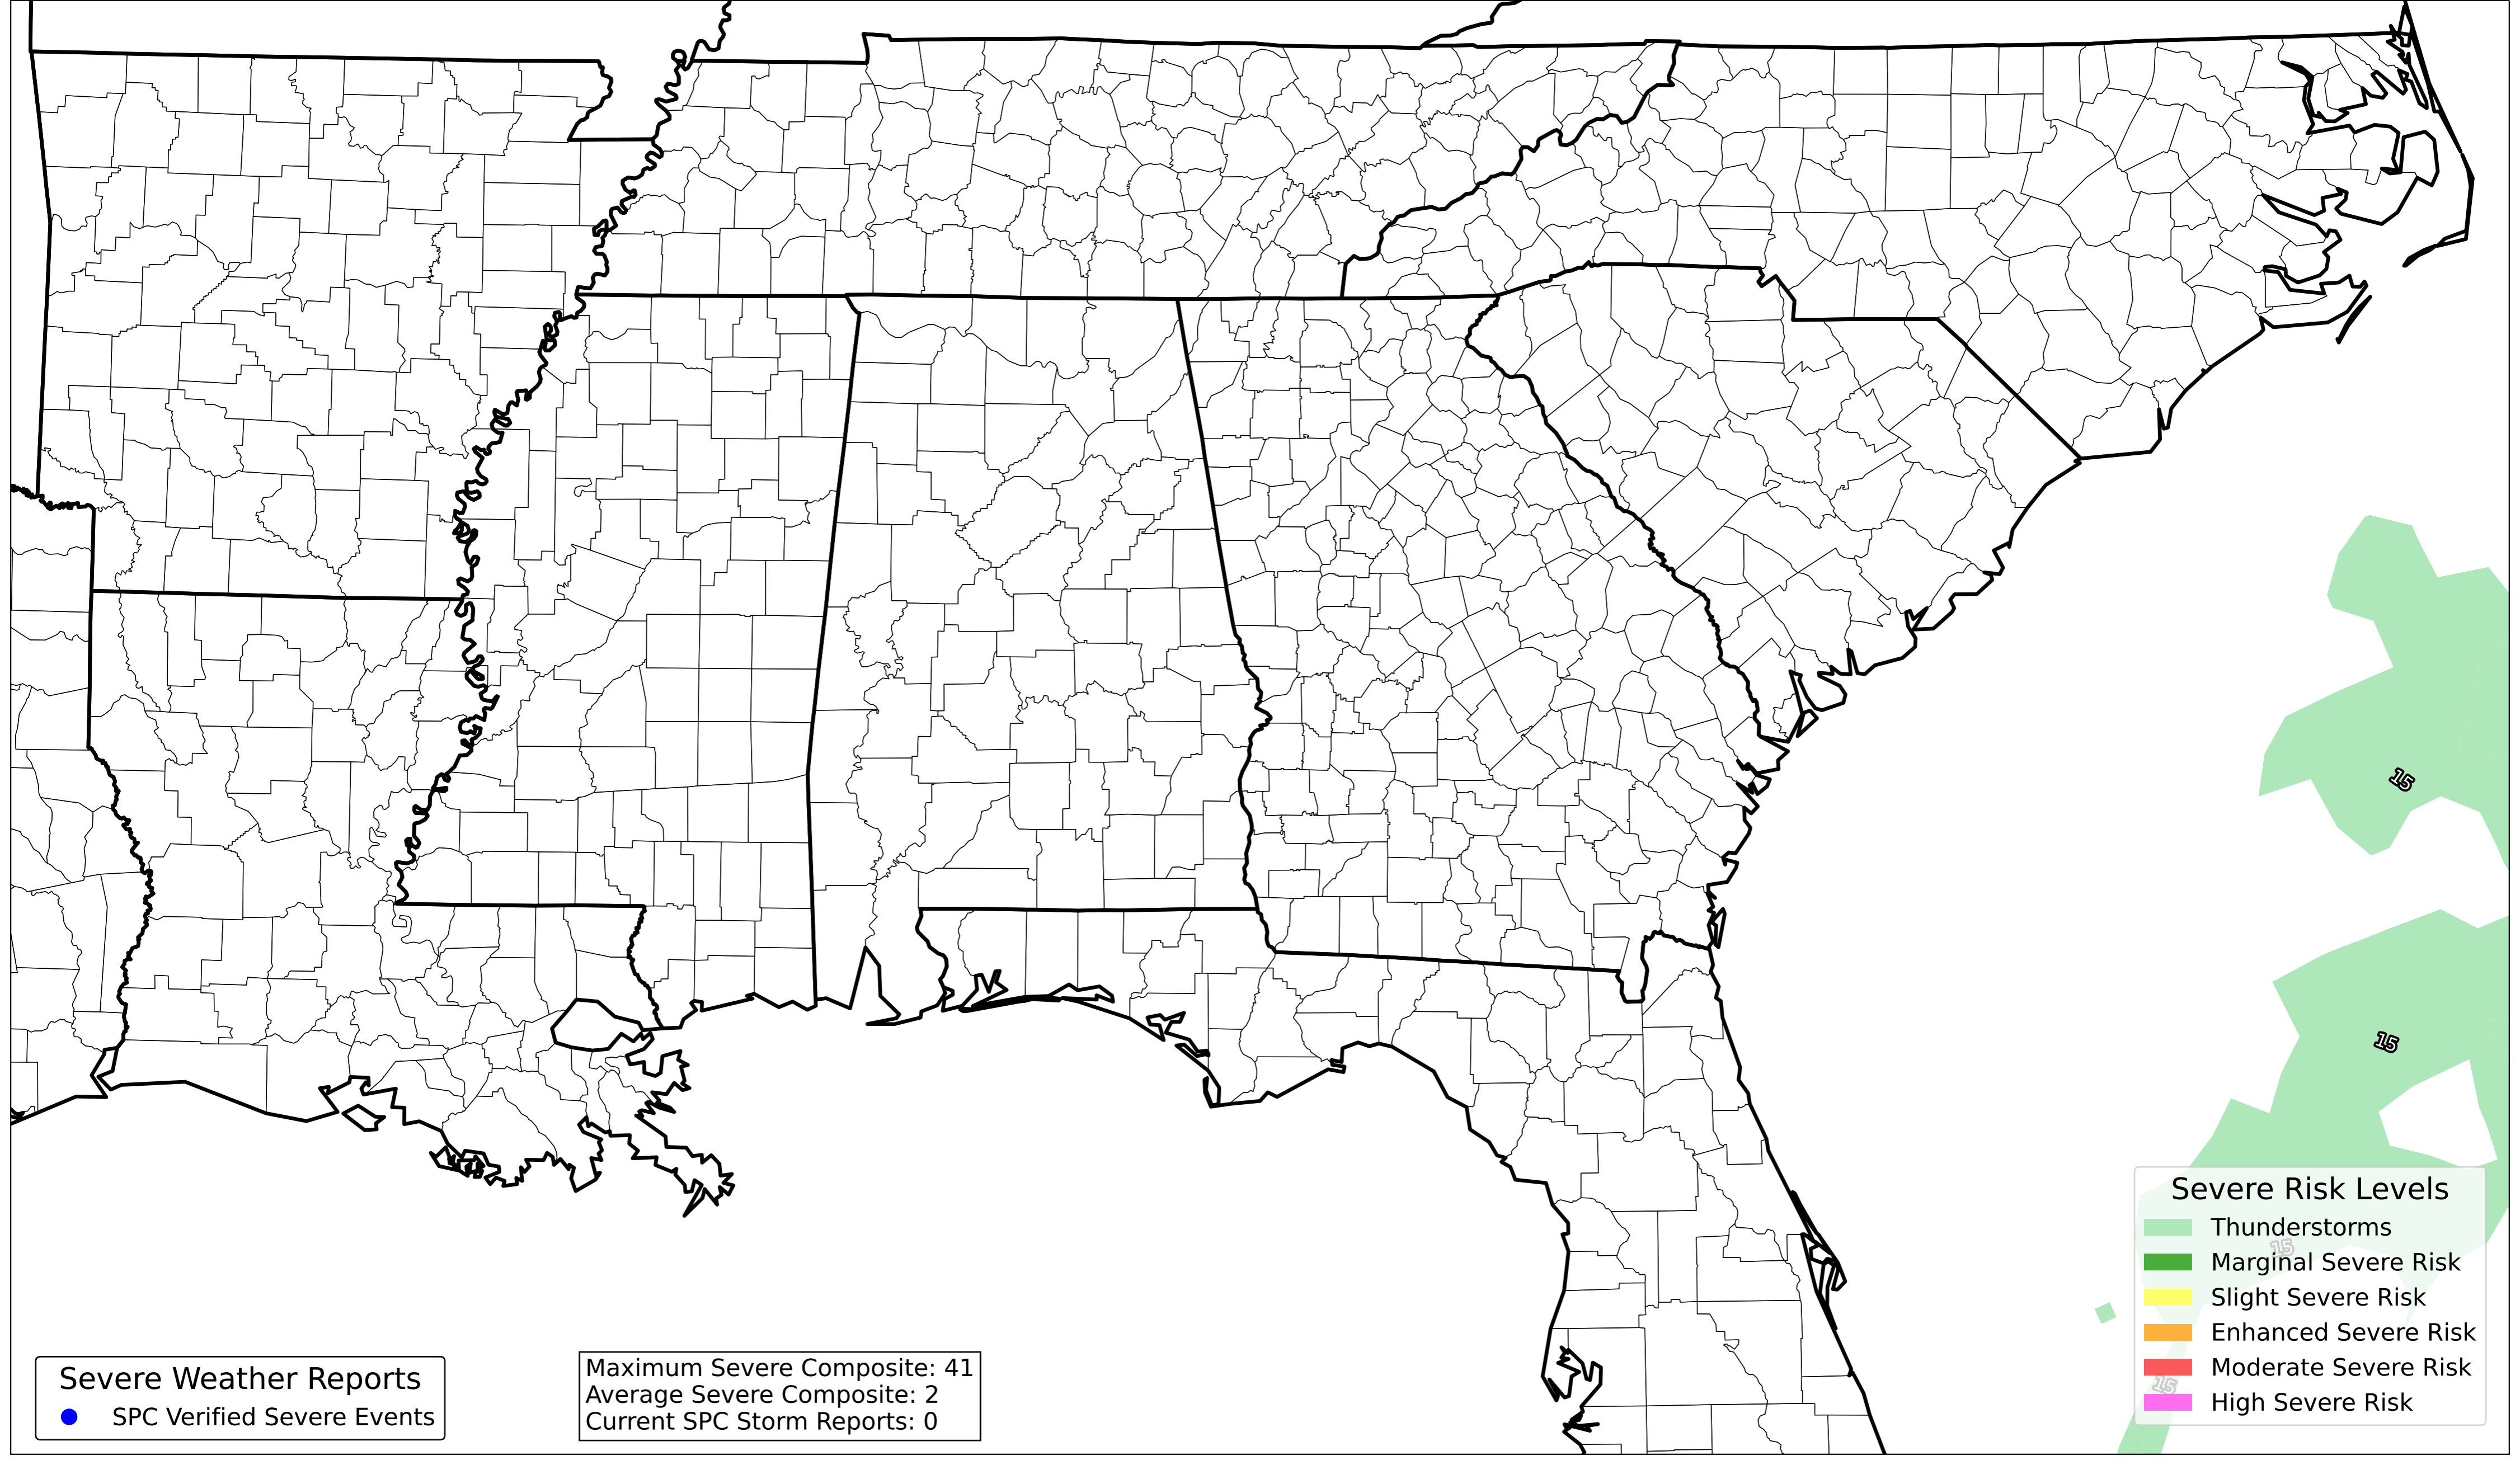 15
15
Severe Risk Levels
Thunderstorms
15
Marginal Severe Risk
Slight Severe Risk
Enhanced Severe Risk
Moderate Severe Risk
15
High Severe Risk
Severe Weather Reports
SPC Verified Severe Events
Maximum Severe Composite: 41
Average Severe Composite: 2
Current SPC Storm Reports: 0